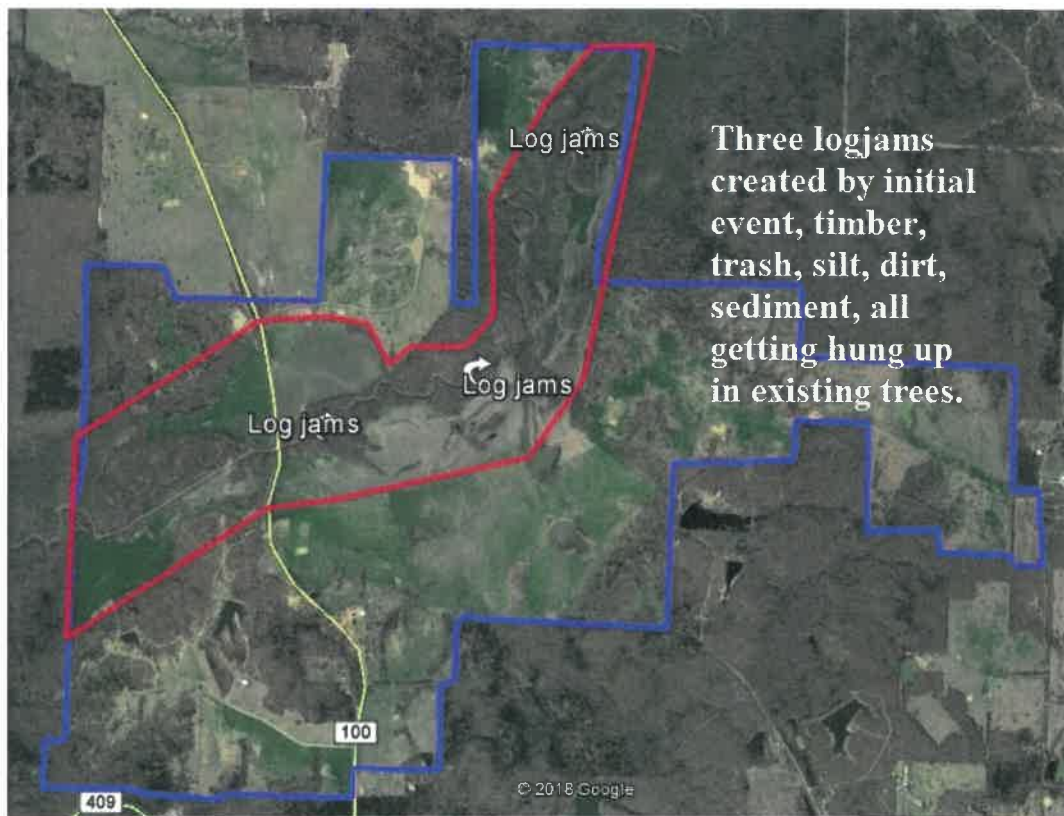 Log jams
Three logjams
created by initial
event, timber,
trash, silt, dirt,
sediment, all
getting hung up
in existing trees.
Log jams
Log jams
100
© 2018 Google
409